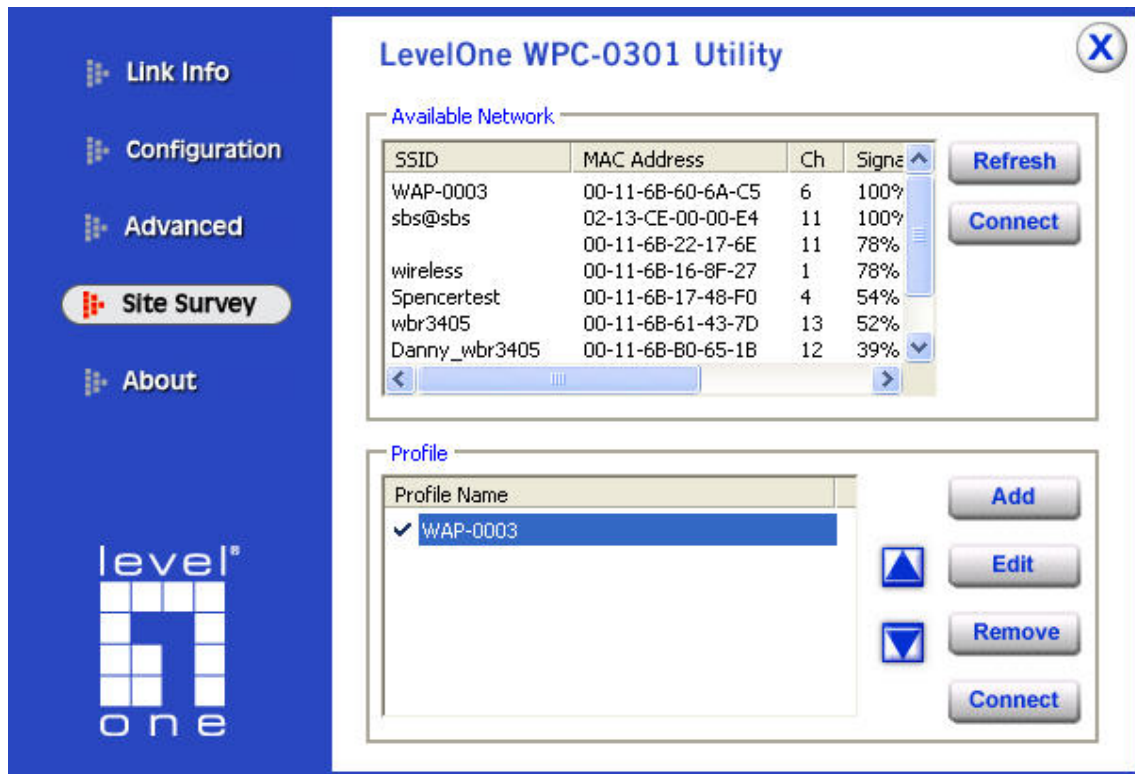 Link Info
Configuration
Advanced
Site Survey
About
level®
one
LevelOne WPC-0301 Utility
X
Available Network
SSID MAC Address Ch Signa
WAP-0003 00-11-6B-60-6A-C5 6 100%
sbs@sbs 02-13-CE-00-00-E4 11 100%
00-11-6B-22-17-6E 11 78%
wireless 00-11-6B-16-8F-27 1 78%
Spencertest 00-11-6B-17-48-F0 4 54%
wbr3405 00-11-6B-61-43-7D 13 52%
Danny_wbr3405 00-11-6B-B0-65-1B 12 39%
Refresh
Connect
Profile
Profile Name
WAP-0003
Add
Edit
Remove
Connect